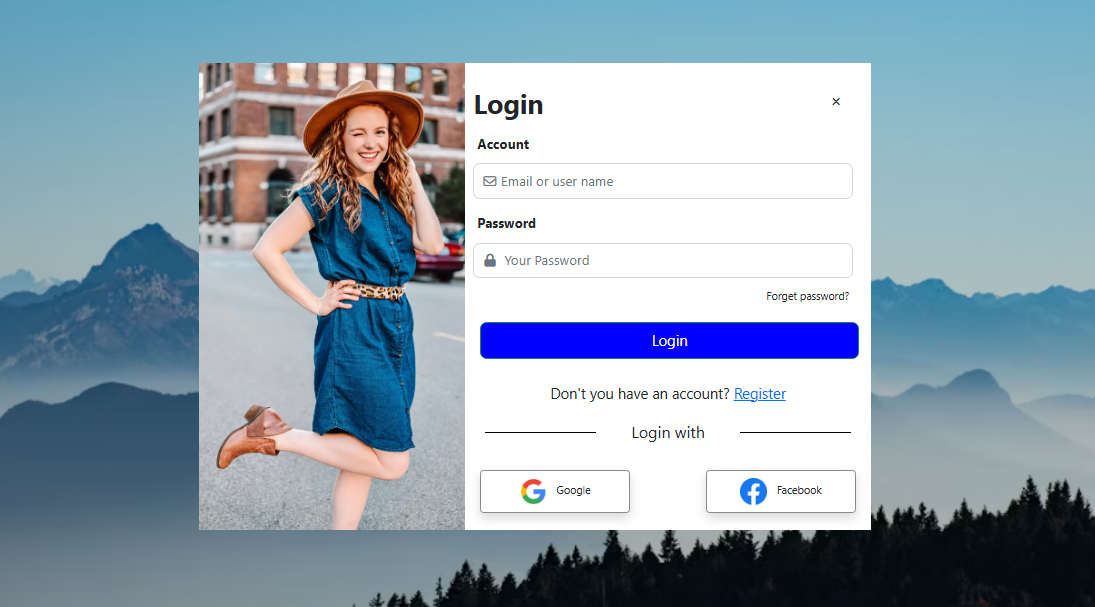 Login
×
Account
Email or user name
Password
Your Password
Forget password?
Login
Don't you have an account? Register
Login with
Google
Facebook